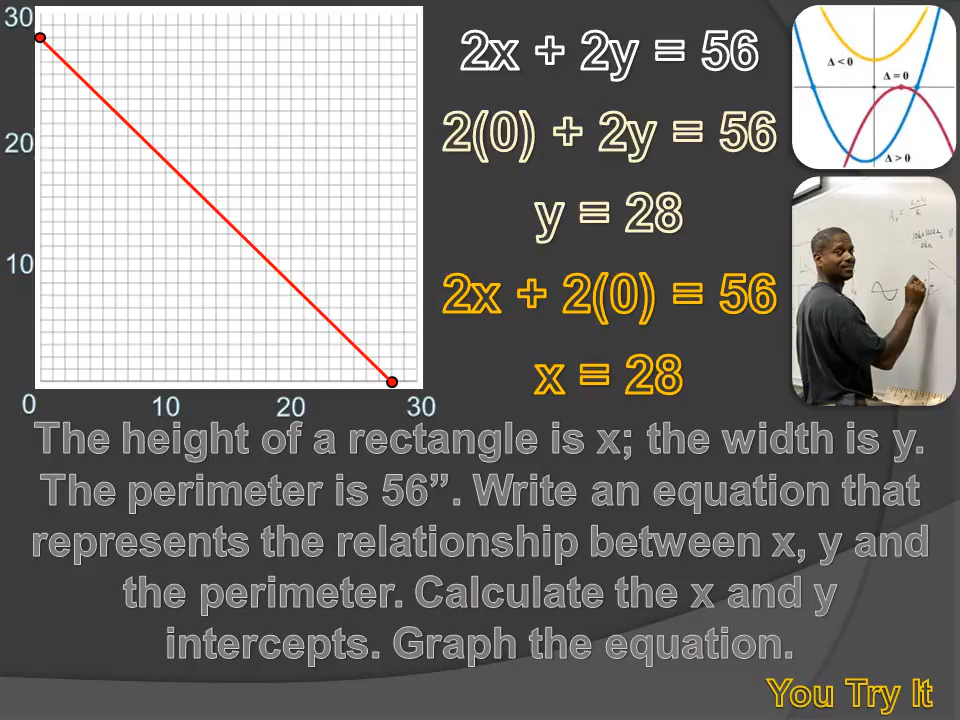 30
20
10
0
10
20
30
2x + 2y = 56
2(0) + 2y = 56
y = 28
2x + 2(0) = 56
x = 28
Δ < 0
Δ = 0
Δ > 0
The height of a rectangle is x; the width is y.
The perimeter is 56”. Write an equation that
represents the relationship between x, y and
the perimeter. Calculate the x and y
intercepts. Graph the equation.
You Try It